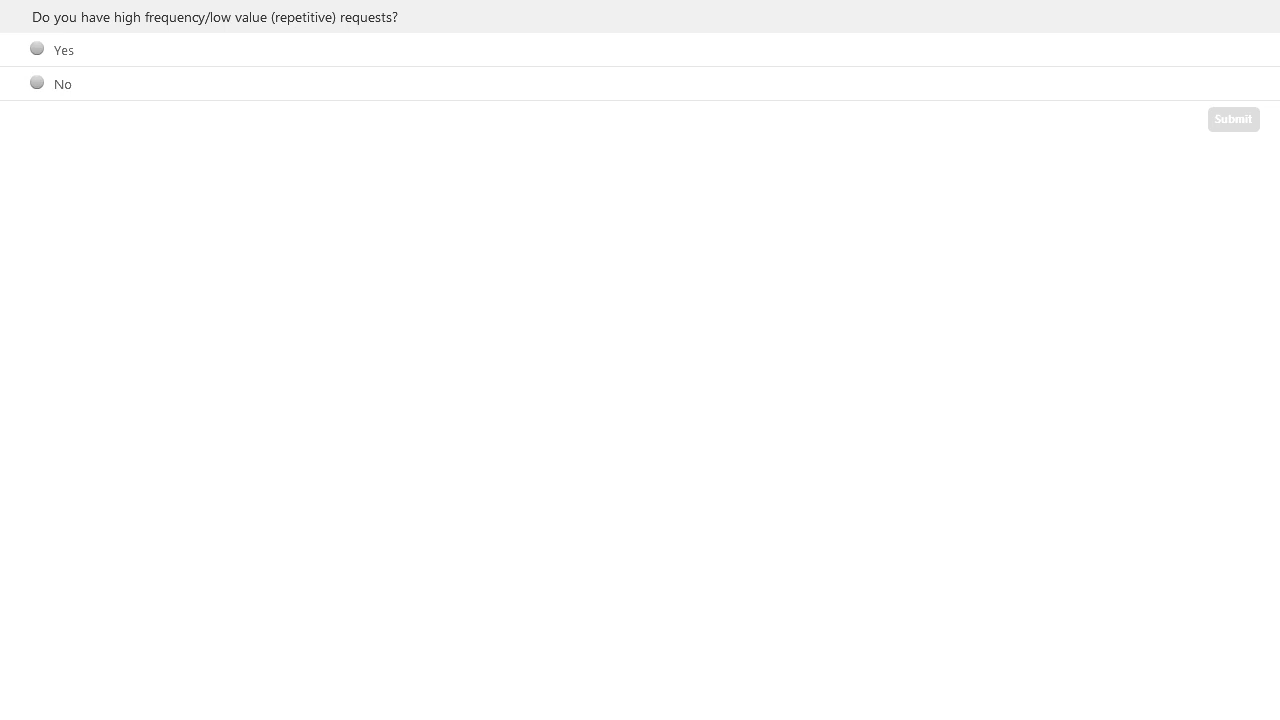 Do you have high frequency/low value (repetitive) requests?
Yes
No
Submit